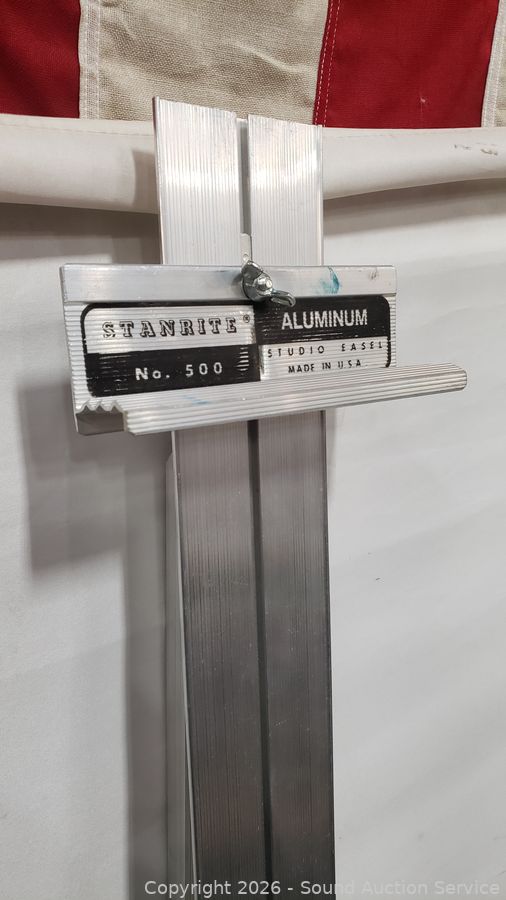 STANRITE®
No. 500
ALUMINUM
STUDIO EASEL
MADE IN U.S.A.
Copyright 2026 - Sound Auction Service